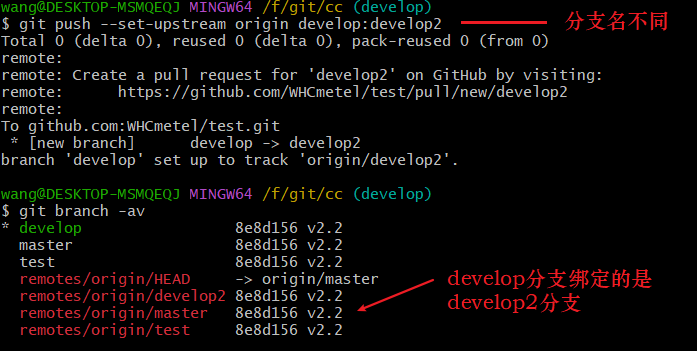 wang@DESKTOP-MSMQEQJ MINGW64 /f/git/cc (develop)
$ git push --set-upstream origin develop:develop2
分支名不同
Total 0 (delta 0), reused 0 (delta 0), pack-reused 0 (from 0)
remote:
remote: Create a pull request for 'develop2' on GitHub by visiting:
remote:      https://github.com/WHCmetel/test/pull/new/develop2
remote:
To github.com:WHCmetel/test.git
 * [new branch]      develop -> develop2
branch 'develop' set up to track 'origin/develop2'.
wang@DESKTOP-MSMQEQJ MINGW64 /f/git/cc (develop)
$ git branch -av
* develop                 8e8d156 v2.2
  master                  8e8d156 v2.2
  test                    8e8d156 v2.2
  remotes/origin/HEAD     -> origin/master
  remotes/origin/develop2 8e8d156 v2.2
  remotes/origin/master   8e8d156 v2.2
  remotes/origin/test     8e8d156 v2.2
develop分支绑定的是
develop2分支